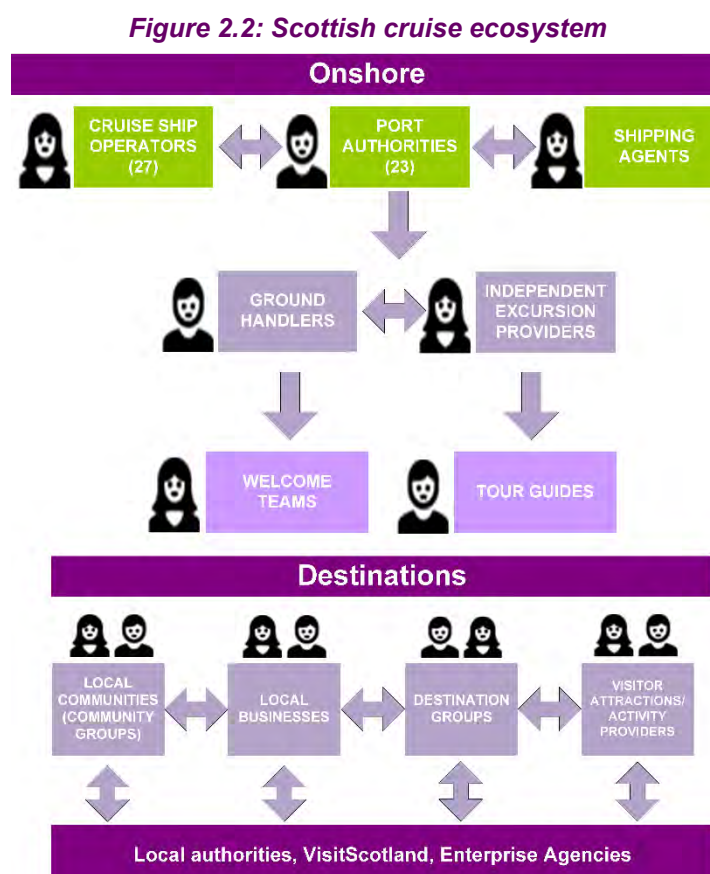 Figure 2.2: Scottish cruise ecosystem
Onshore
CRUISE SHIP
OPERATORS
(27)
PORT
AUTHORITIES
(23)
SHIPPING
AGENTS
GROUND
HANDLERS
INDEPENDENT
EXCURSION
PROVIDERS
WELCOME
TEAMS
TOUR GUIDES
Destinations
LOCAL
COMMUNITIES
(COMMUNITY
GROUPS)
LOCAL
BUSINESSES
DESTINATION
GROUPS
VISITOR
ATTRACTIONS/
ACTIVITY
PROVIDERS
Local authorities, VisitScotland, Enterprise Agencies